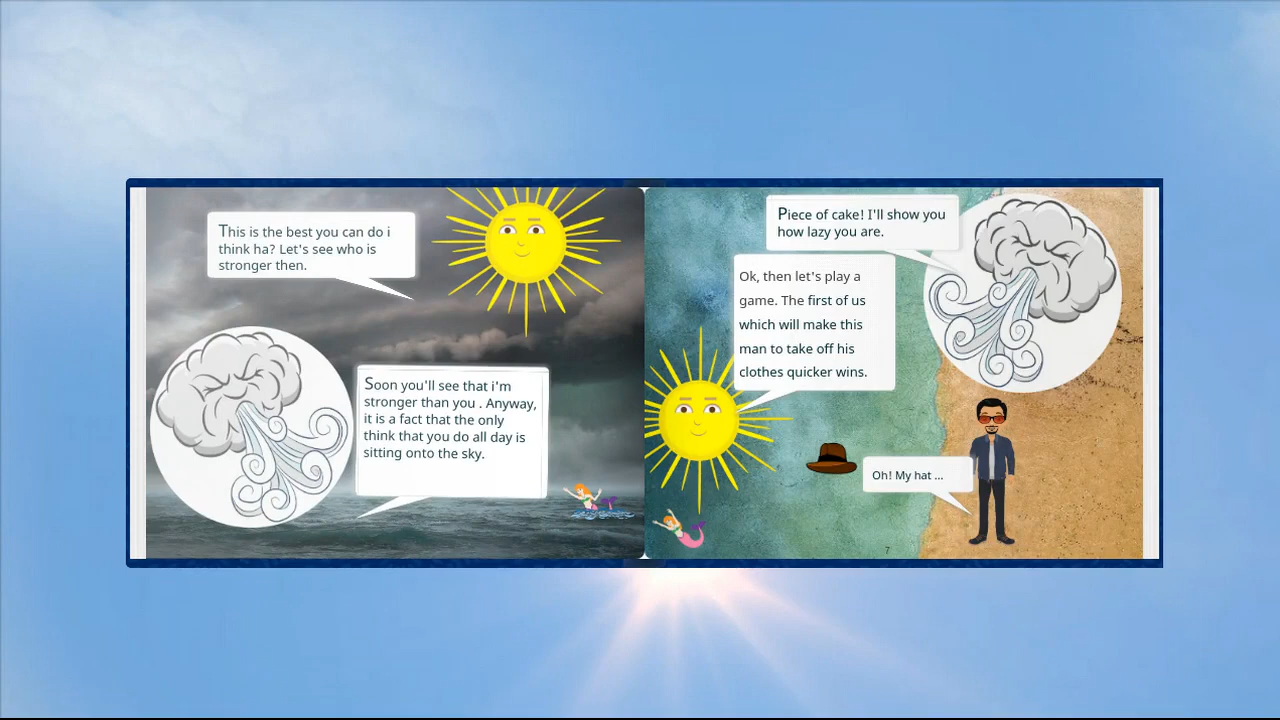 This is the best you can do i
think ha? Let's see who is
stronger then.
Soon you'll see that i'm
stronger than you . Anyway,
it is a fact that the only
think that you do all day is
sitting onto the sky.
Piece of cake! I'll show you
how lazy you are.
Ok, then let's play a
game. The first of us
which will make this
man to take off his
clothes quicker wins.
Oh! My hat ...
7